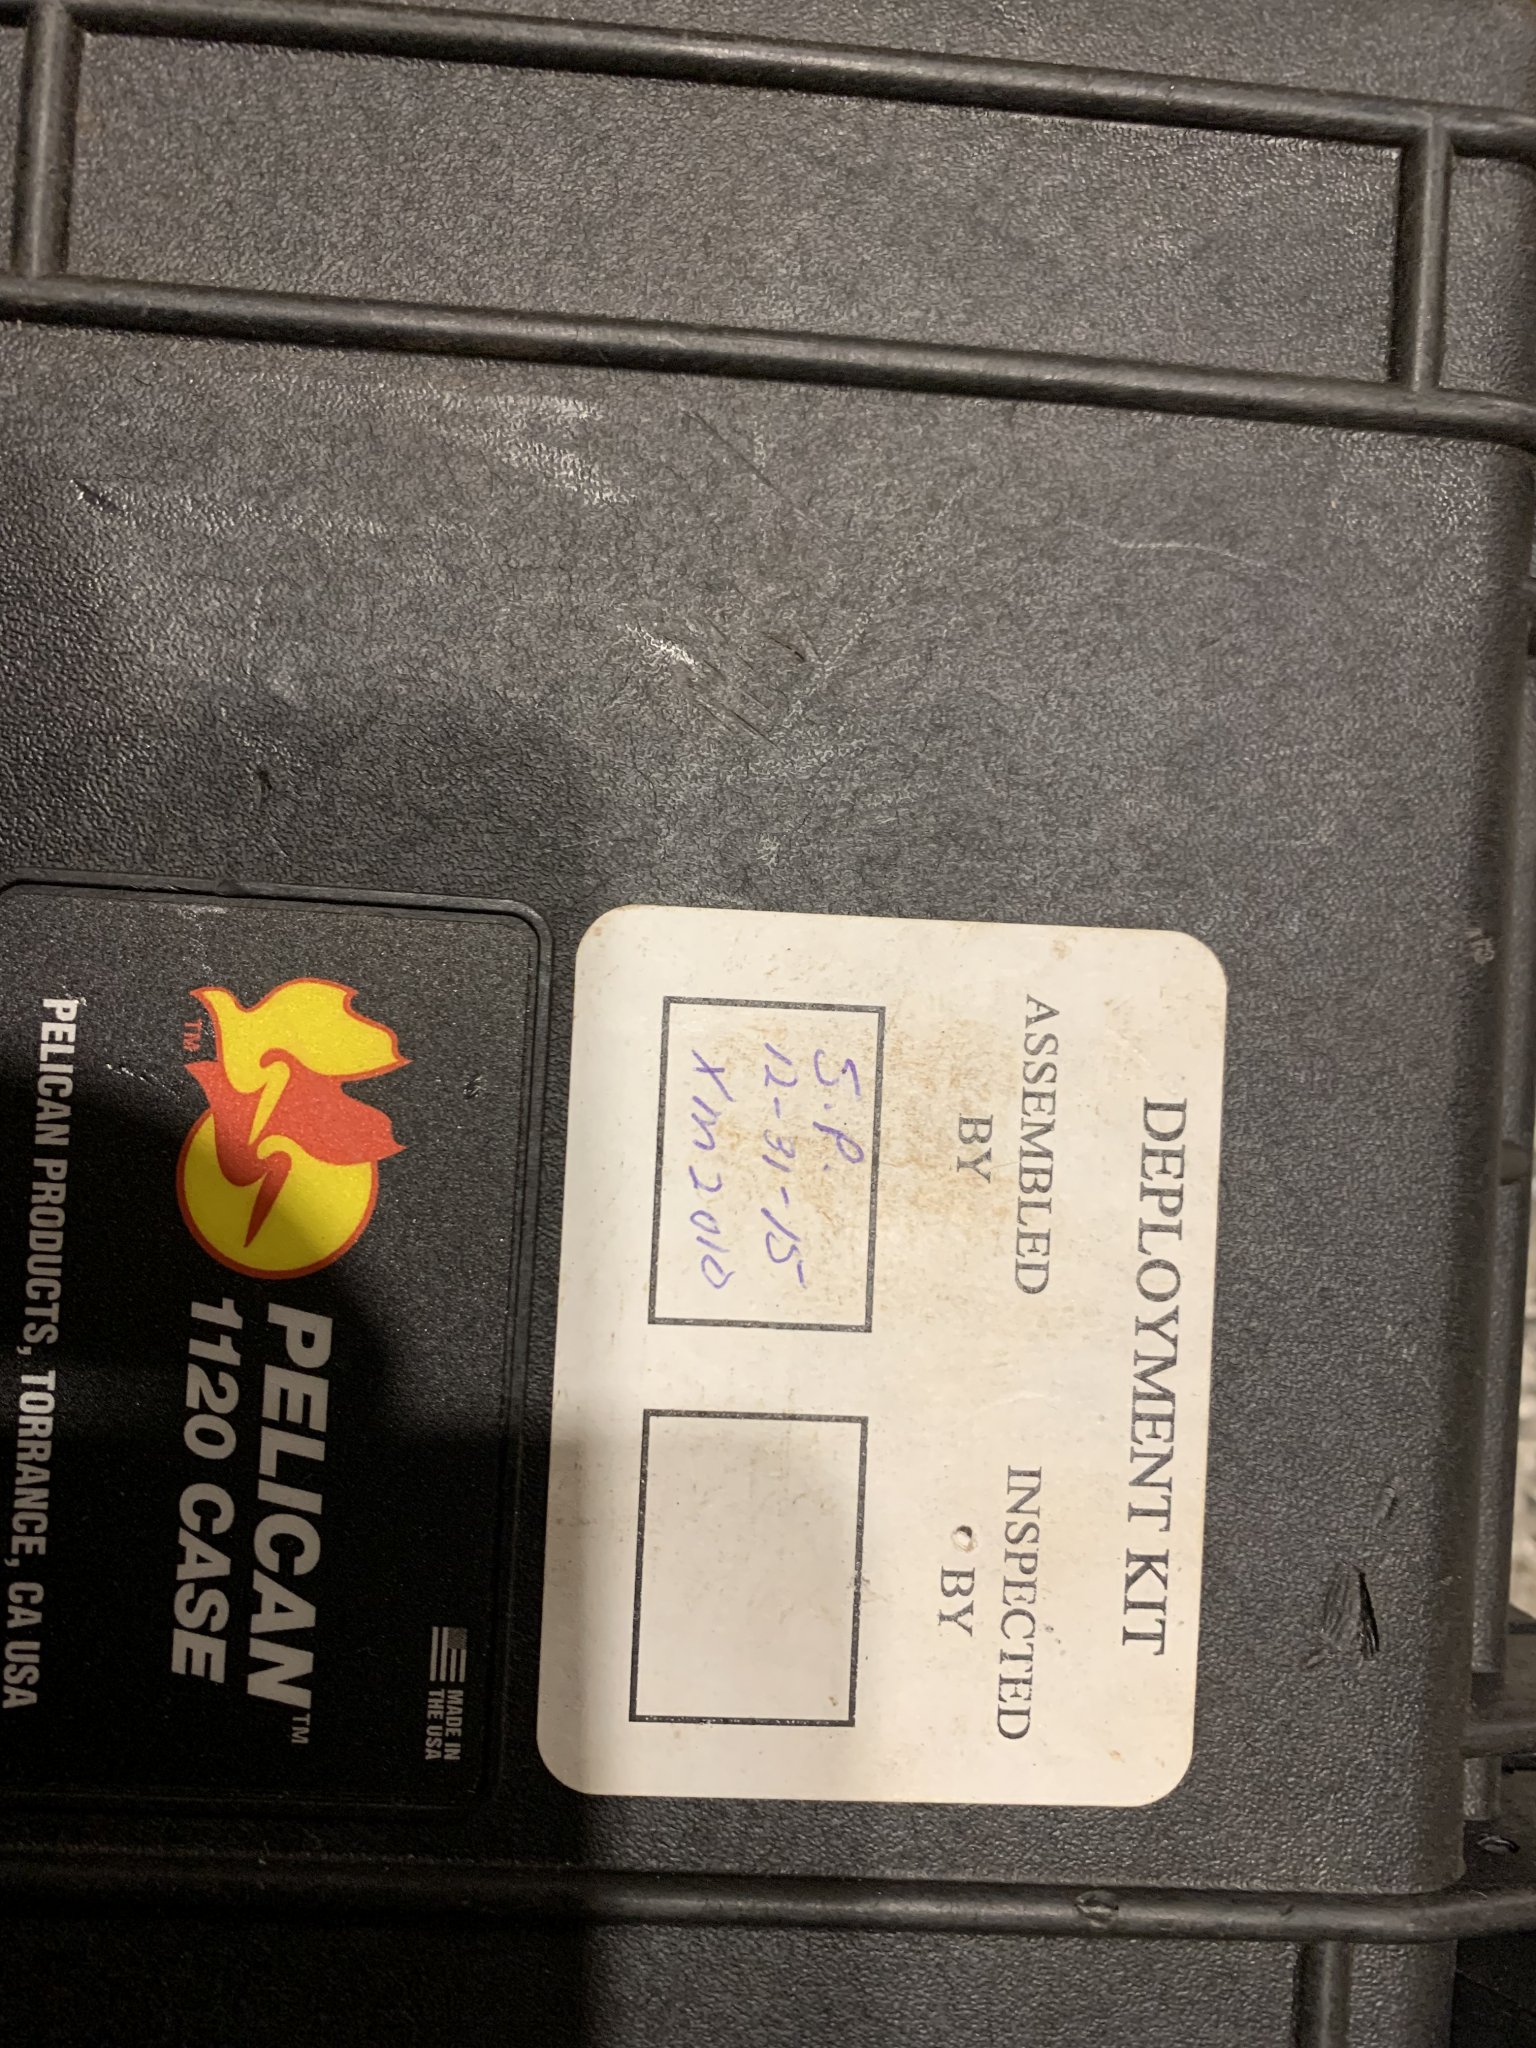 DEPLOYMENT KIT
ASSEMBLED BY
S.P.
12-31-15
XM2010
INSPECTED BY
MADE IN
THE USA
PELICAN™
1120 CASE
TM
PELICAN PRODUCTS, TORRANCE, CA USA